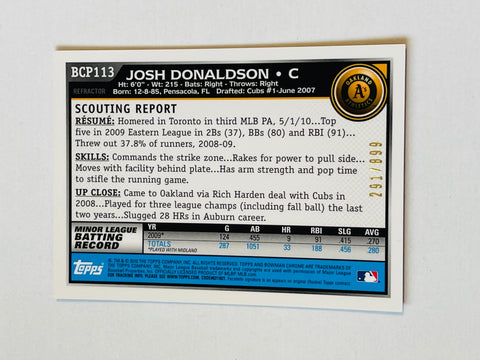 BCP113
REFRACTOR
JOSH DONALDSON • C
Ht: 6'0" • Wt: 215 • Bats: Right • Throws: Right
Born: 12-8-85, Pensacola, FL Drafted: Cubs #1-June 2007
OAKLAND
A's
ATHLETICS
SCOUTING REPORT
RÉSUMÉ: Homered in Toronto in third MLB PA, 5/1/10...Top
five in 2009 Eastern League in 2Bs (37), BBs (80) and RBI (91)...
Threw out 37.8% of runners, 2008-09.
SKILLS: Commands the strike zone...Rakes for power to pull side...
Moves with facility behind plate...Has arm strength and pop time
to stifle the running game.
UP CLOSE: Came to Oakland via Rich Harden deal with Cubs in
2008...Played for three league champs (including fall ball) the last
two years...Slugged 28 HRs in Auburn career.
291/899
MINOR LEAGUE
BATTING
RECORD
YR G AB HR RBI SLG AVG
2009* 124 455 9 91 .415 .270
TOTALS 287 1051 33 188 .456 .280
*PLAYED WITH MIDLAND
TOPPS